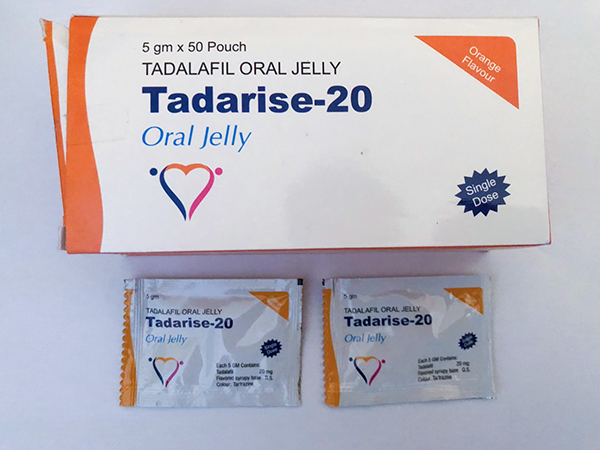 5 gm x 50 Pouch
TADALAFIL ORAL JELLY
Tadarise-20
Oral Jelly
Orange
Flavour
Single
Dose
5 gm
TADALAFIL ORAL JELLY
Tadarise-20
Oral Jelly
Each 5 GM Contains:
Tadalafil 20 mg
Flavored syrupy base Q.S.
Colour: Tartrazine
5 gm
TADALAFIL ORAL JELLY
Tadarise-20
Oral Jelly
Each 5 GM Contains:
Tadalafil 20 mg
Flavored syrupy base Q.S.
Colour: Tartrazine